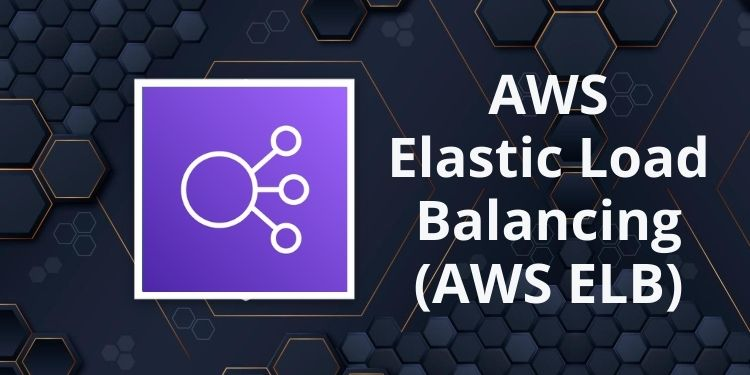 AWS
Elastic Load
Balancing
(AWS ELB)